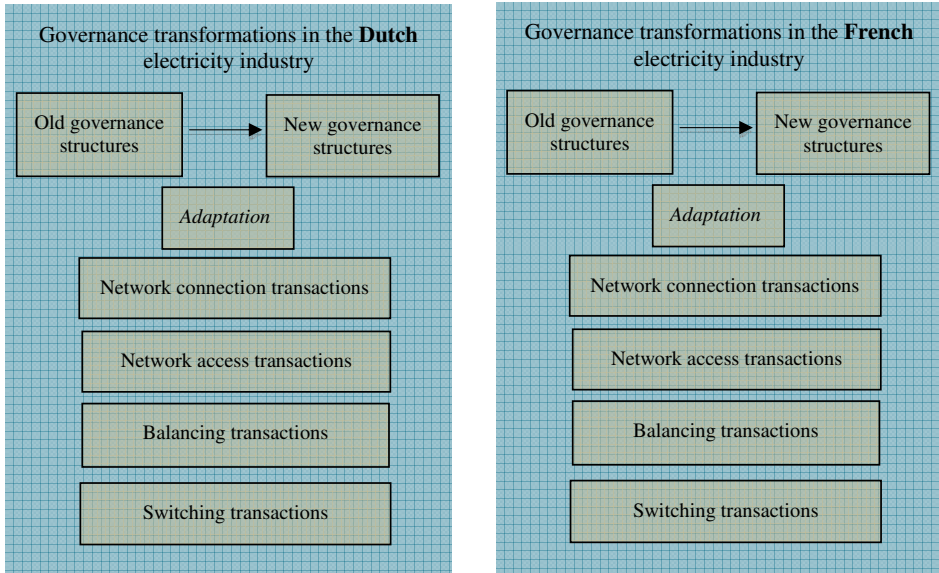 Governance transformations in the Dutch
electricity industry
Old governance
structures
New governance
structures
Adaptation
Network connection transactions
Network access transactions
Balancing transactions
Switching transactions
Governance transformations in the French
electricity industry
Old governance
structures
New governance
structures
Adaptation
Network connection transactions
Network access transactions
Balancing transactions
Switching transactions